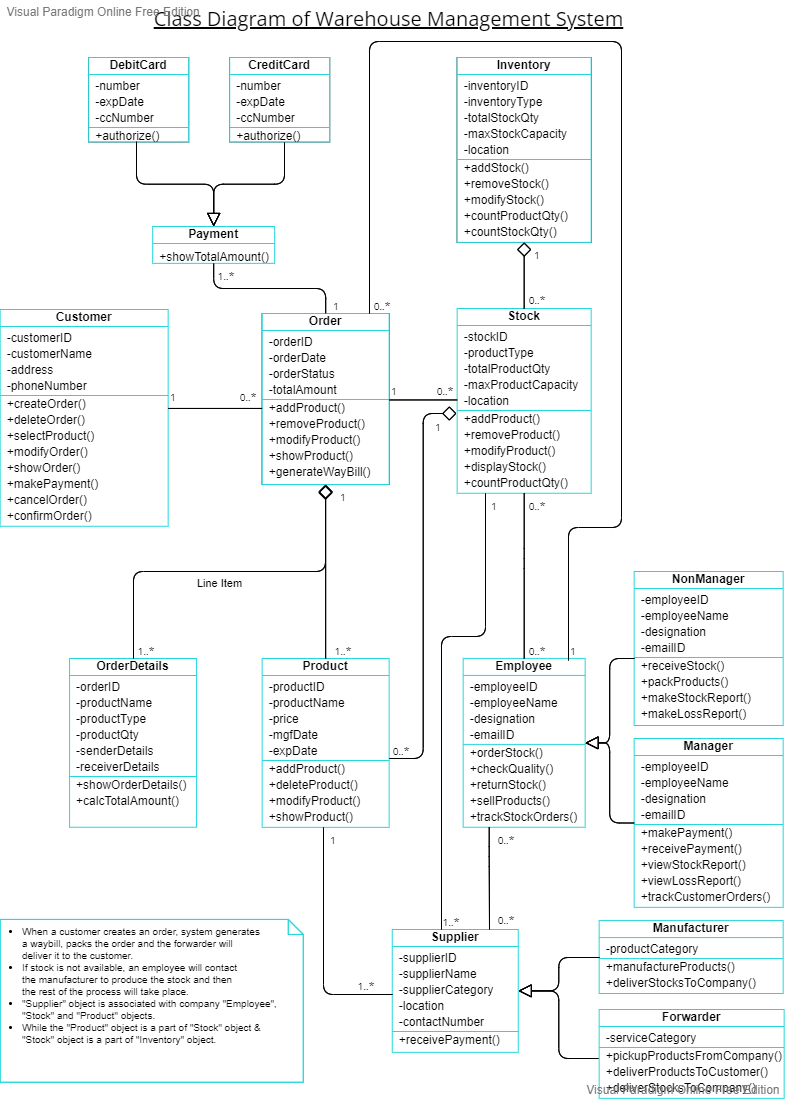 Visual Paradigm Online Free Edition
Class Diagram of Warehouse Management System
DebitCard
-number
-expDate
-ccNumber
+authorize()
CreditCard
-number
-expDate
-ccNumber
+authorize()
Inventory
-inventoryID
-inventoryType
-totalStockQty
-maxStockCapacity
-location
+addStock()
+removeStock()
+modifyStock()
+countProductQty()
+countStockQty()
1
0..*
Payment
+showTotalAmount()
1..*
1
0..*
Customer
-customerID
-customerName
-address
-phoneNumber
+createOrder()
+deleteOrder()
+selectProduct()
+modifyOrder()
+showOrder()
+makePayment()
+cancelOrder()
+confirmOrder()
1
0..*
Order
-orderID
-orderDate
-orderStatus
-totalAmount
+addProduct()
+removeProduct()
+modifyProduct()
+showProduct()
+generateWayBill()
1
0..*
1
Stock
-stockID
-productType
-totalProductQty
-maxProductCapacity
-location
+addProduct()
+removeProduct()
+modifyProduct()
+displayStock()
+countProductQty()
1
1
0..*
Line Item
1..*
1..*
0..*
1
OrderDetails
-orderID
-productName
-productType
-productQty
-senderDetails
-receiverDetails
+showOrderDetails()
+calcTotalAmount()
Product
-productID
-productName
-price
-mgfDate
-expDate
+addProduct()
+deleteProduct()
+modifyProduct()
+showProduct()
0..*
1
Employee
-employeeID
-employeeName
-designation
-emailID
+orderStock()
+checkQuality()
+returnStock()
+sellProducts()
+trackStockOrders()
0..*
NonManager
-employeeID
-employeeName
-designation
-emailID
+receiveStock()
+packProducts()
+makeStockReport()
+makeLossReport()
Manager
-employeeID
-employeeName
-designation
-emailID
+makePayment()
+receivePayment()
+viewStockReport()
+viewLossReport()
+trackCustomerOrders()
1..*
0..*
1..*
Supplier
-supplierID
-supplierName
-supplierCategory
-location
-contactNumber
+receivePayment()
Manufacturer
-productCategory
+manufactureProducts()
+deliverStocksToCompany()
Forwarder
-serviceCategory
+pickupProductsFromCompany()
+deliverProductsToCustomer()
+deliverStocksToCompany()
• When a customer creates an order, system generates
a waybill, packs the order and the forwarder will
deliver it to the customer.
• If stock is not available, an employee will contact
the manufacturer to produce the stock and then
the rest of the process will take place.
• "Supplier" object is associated with company "Employee",
"Stock" and "Product" objects.
• While the "Product" object is a part of "Stock" object &
"Stock" object is a part of "Inventory" object.
Visual Paradigm Online Free Edition